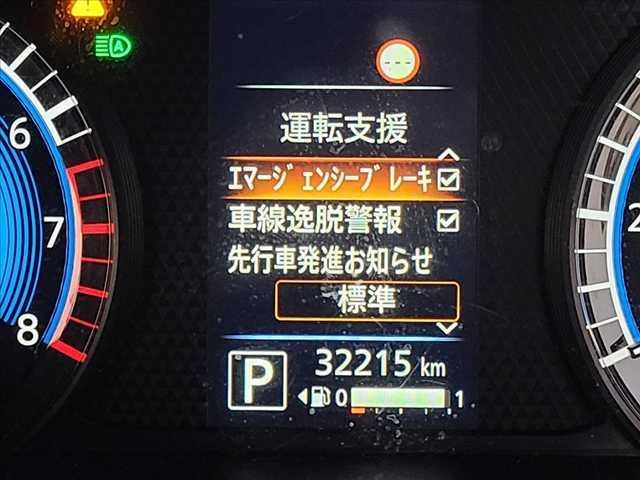 A
---
運転支援
6
ｴﾏｰｼﾞｪﾝｼｰﾌﾞﾚｰｷ
車線逸脱警報
7
2
先行車発進お知らせ
標準
8
P
32215 km
0 1